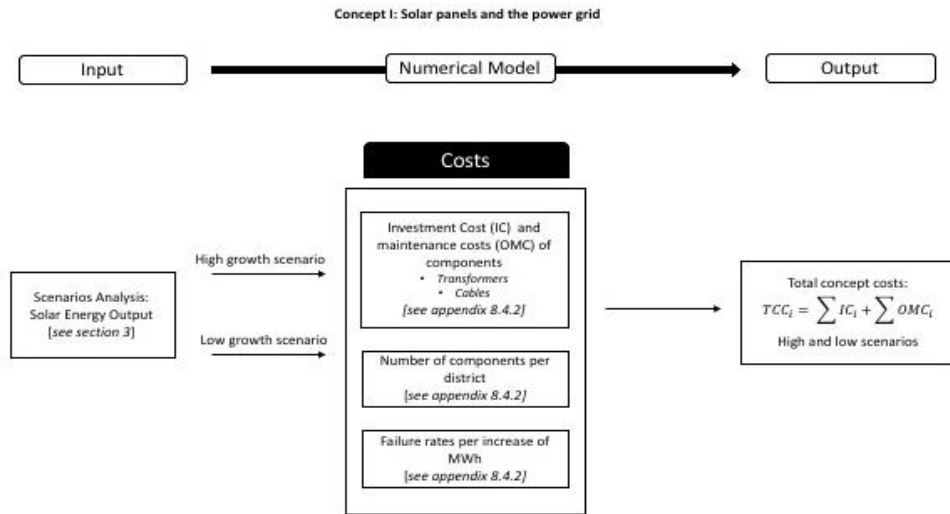 Concept I: Solar panels and the power grid
Input
Numerical Model
Output
Costs
High growth scenario
Low growth scenario
Scenarios Analysis:
Solar Energy Output
[see section 3]
Investment Cost (IC) and
maintenance costs (OMC) of
components
• Transformers
• Cables
[see appendix 8.4.2]
Number of components per
district
[see appendix 8.4.2]
Failure rates per increase of
MWh
[see appendix 8.4.2]
Total concept costs:
TCC_i = ∑ IC_i + ∑ OMC_i
High and low scenarios